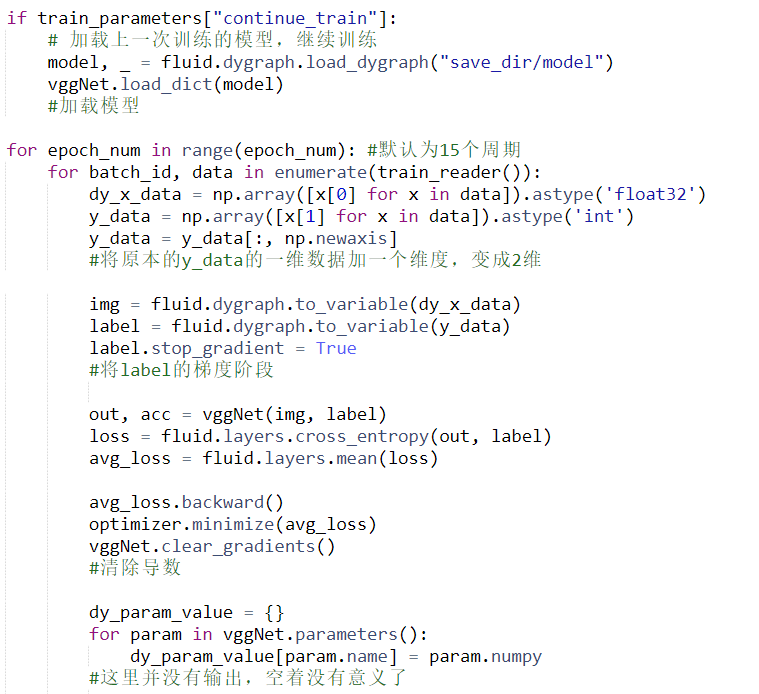 if train_parameters["continue_train"]:
    # 加载上一次训练的模型，继续训练
    model, _ = fluid.dygraph.load_dygraph("save_dir/model")
    vggNet.load_dict(model)
    #加载模型

for epoch_num in range(epoch_num): #默认为15个周期
    for batch_id, data in enumerate(train_reader()):
        dy_x_data = np.array([x[0] for x in data]).astype('float32')
        y_data = np.array([x[1] for x in data]).astype('int')
        y_data = y_data[:, np.newaxis]
        #将原本的y_data的一维数据加一个维度，变成2维

        img = fluid.dygraph.to_variable(dy_x_data)
        label = fluid.dygraph.to_variable(y_data)
        label.stop_gradient = True
        #将label的梯度阶段

        out, acc = vggNet(img, label)
        loss = fluid.layers.cross_entropy(out, label)
        avg_loss = fluid.layers.mean(loss)

        avg_loss.backward()
        optimizer.minimize(avg_loss)
        vggNet.clear_gradients()
        #清除导数

        dy_param_value = {}
        for param in vggNet.parameters():
            dy_param_value[param.name] = param.numpy
        #这里并没有输出，空着没有意义了